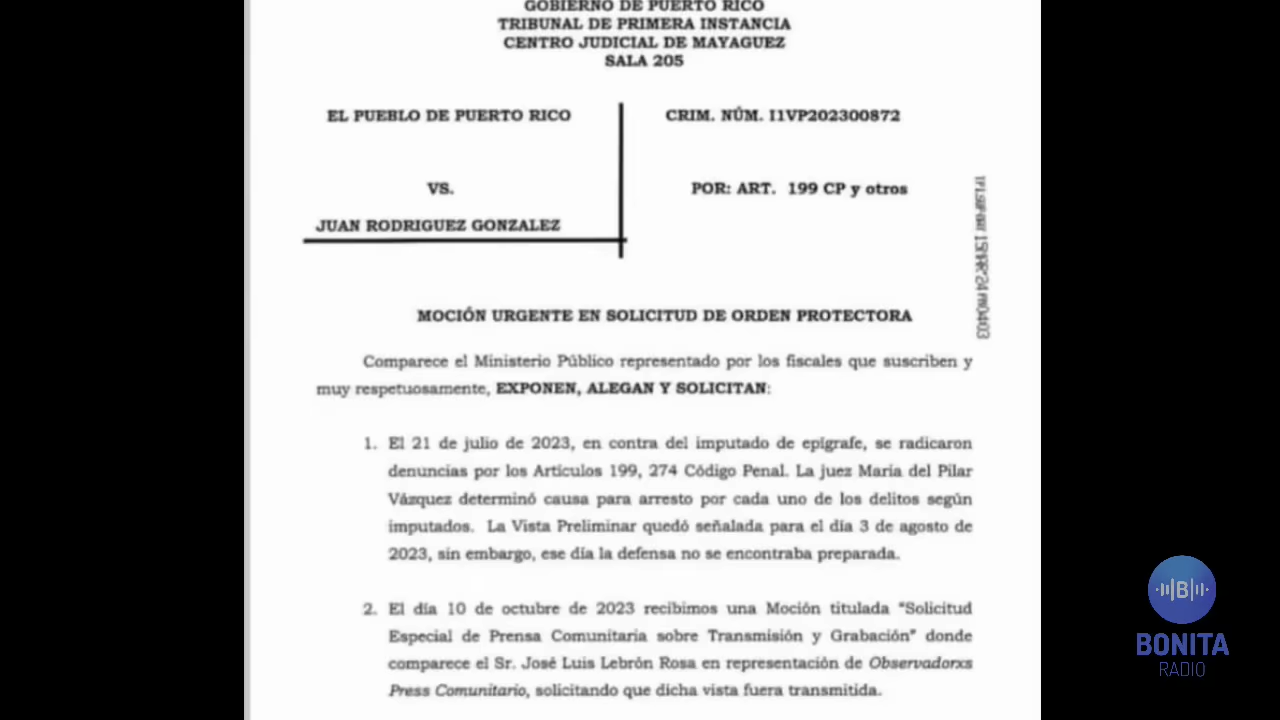 GOBIERNO DE PUERTO RICO
TRIBUNAL DE PRIMERA INSTANCIA
CENTRO JUDICIAL DE MAYAGUEZ
SALA 205
EL PUEBLO DE PUERTO RICO
VS.
JUAN RODRIGUEZ GONZALEZ
CRIM. NÚM. I1VP202300872
POR: ART. 199 CP y otros
MOCIÓN URGENTE EN SOLICITUD DE ORDEN PROTECTORA
Comparece el Ministerio Público representado por los fiscales que suscriben y
muy respetuosamente, EXPONEN, ALEGAN Y SOLICITAN:
1. El 21 de julio de 2023, en contra del imputado de epígrafe, se radicaron
denuncias por los Artículos 199, 274 Código Penal. La juez María del Pilar
Vázquez determinó causa para arresto por cada uno de los delitos según
imputados. La Vista Preliminar quedó señalada para el día 3 de agosto de
2023, sin embargo, ese día la defensa no se encontraba preparada.
2. El día 10 de octubre de 2023 recibimos una Moción titulada "Solicitud
Especial de Prensa Comunitaria sobre Transmisión y Grabación" donde
comparece el Sr. José Luis Lebrón Rosa en representación de Observadorxs
Press Comunitario, solicitando que dicha vista fuera transmitida.
B
BONITA
RADIO